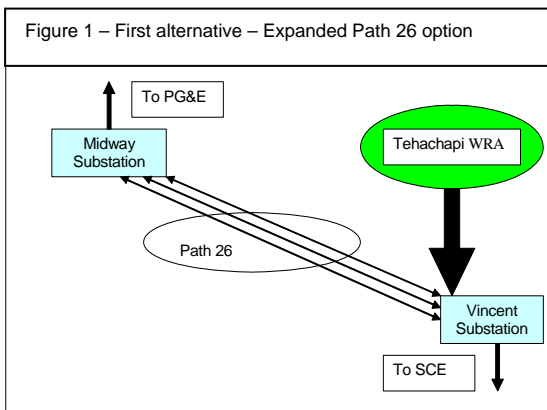 Figure 1 – First alternative – Expanded Path 26 option
To PG&E
Midway
Substation
Tehachapi WRA
Path 26
Vincent
Substation
To SCE